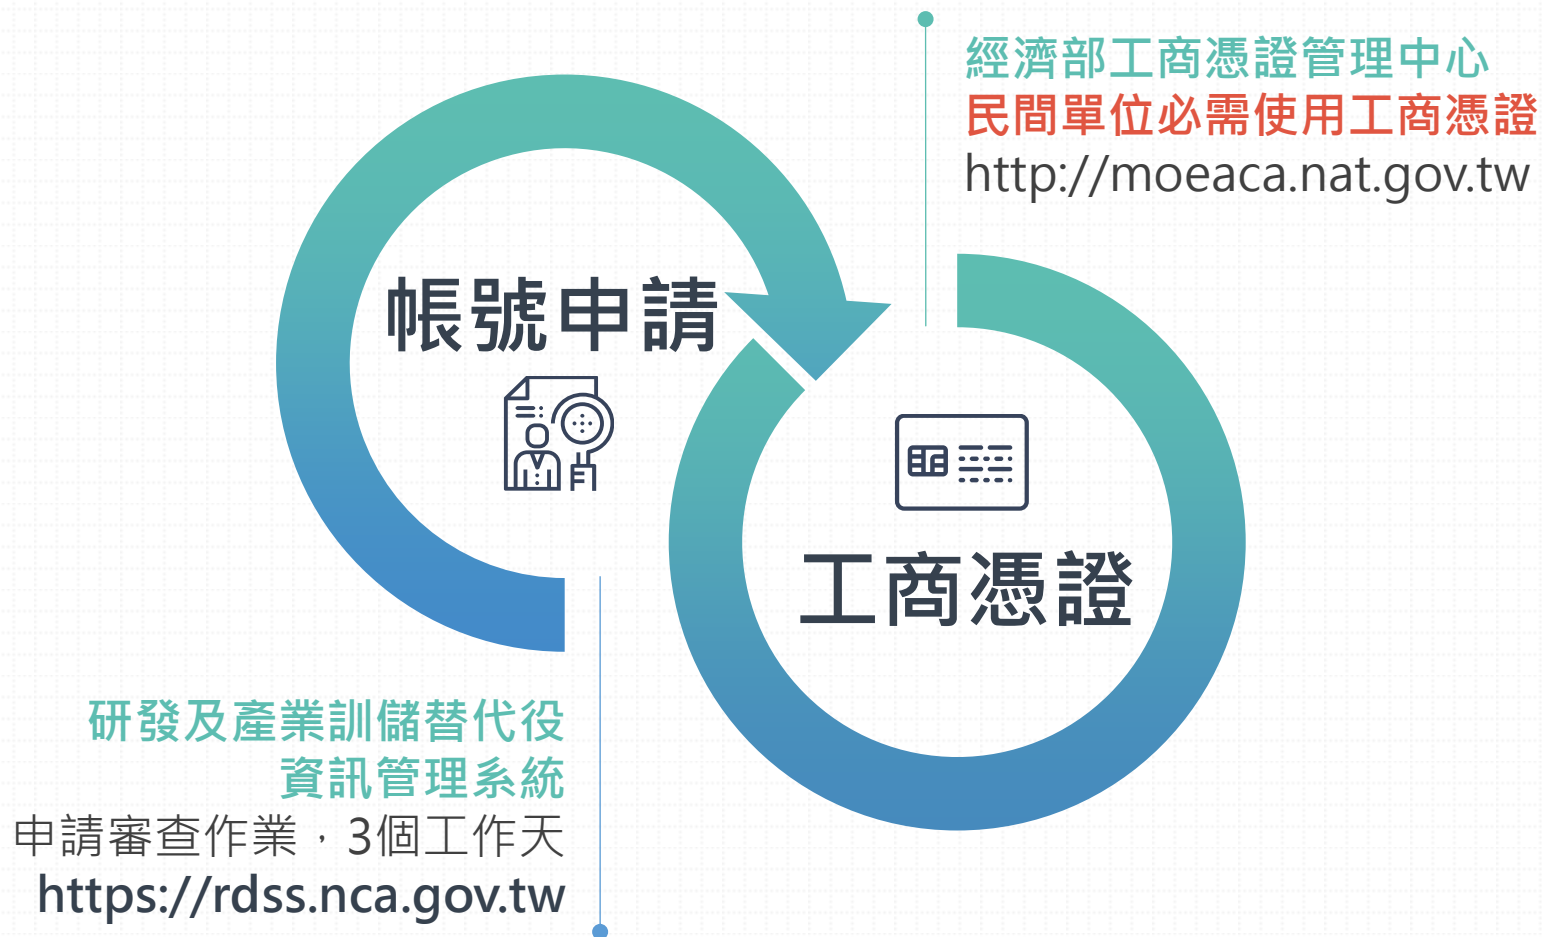 經濟部工商憑證管理中心
民間單位必需使用工商憑證
http://moeaca.nat.gov.tw
帳號申請
工商憑證
研發及產業訓儲替代役
資訊管理系統
申請審查作業，3個工作天
https://rdss.nca.gov.tw